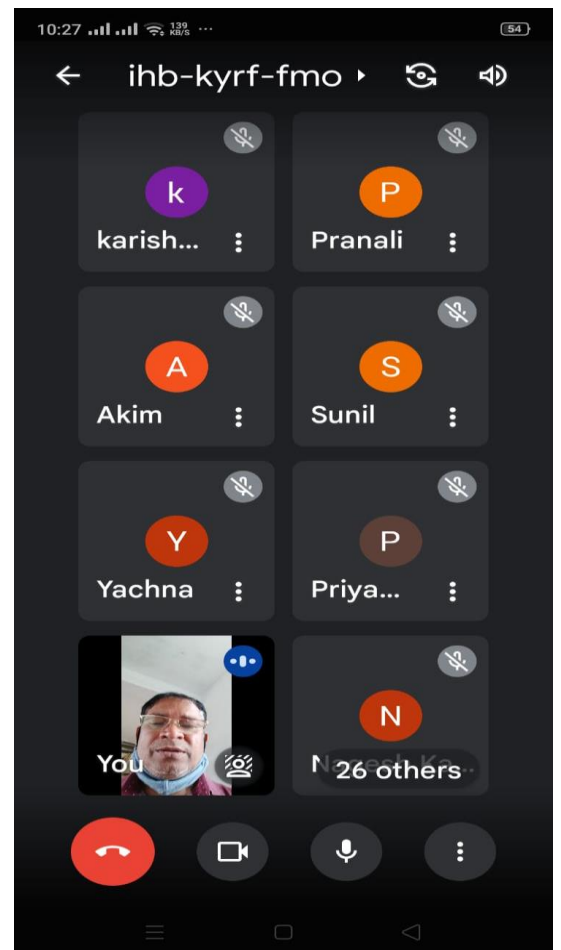 10:27 139 KB/S ... 54
ihb-kyrf-fmo
k P
karish... Pranali
A S
Akim Sunil
Y P
Yachna Priya...
N
You 26 others